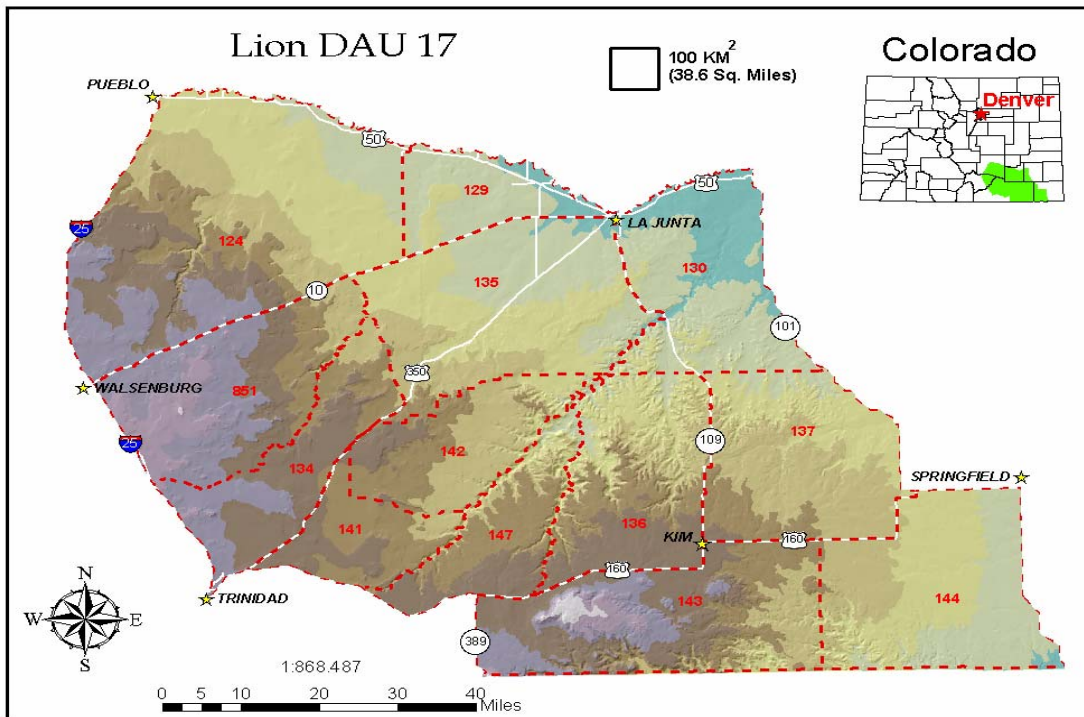 Lion DAU 17
100 KM2
(38.6 Sq. Miles)
Colorado
Denver
PUEBLO
50
129
50
LA JUNTA
25
124
130
135
10
101
350
WALSENBURG
851
109
137
25
142
134
SPRINGFIELD
141
147
136
KIM
160
160
TRINIDAD
143
144
N
W
E
S
389
1:868.487
0 5 10 20 30 40
Miles